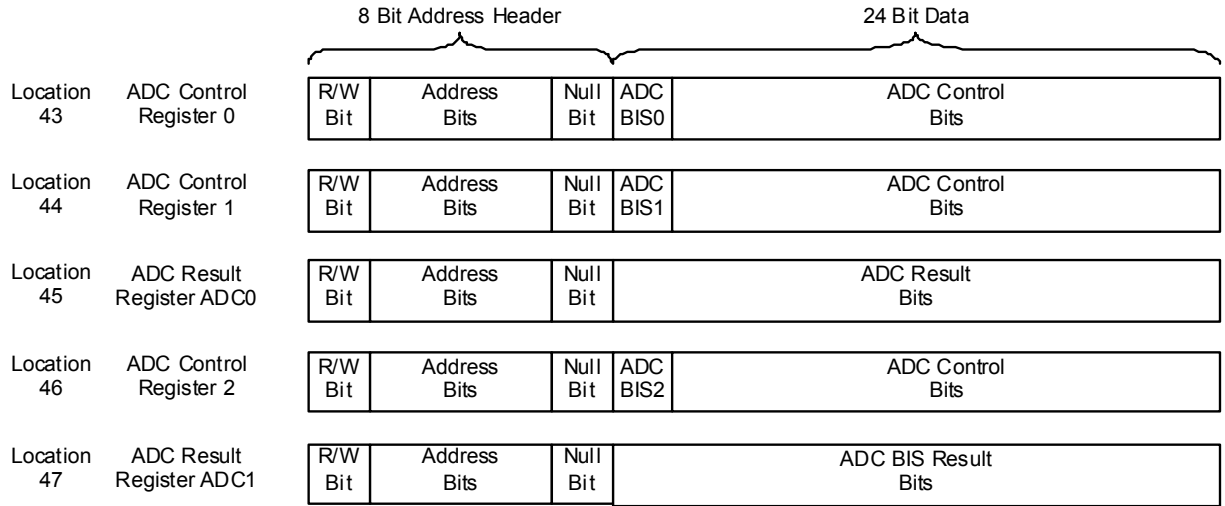 8 Bit Address Header 24 Bit Data
Location ADC Control R/W Address Null ADC ADC Control
43 Register 0 Bit Bits Bit BIS0 Bits
Location ADC Control R/W Address Null ADC ADC Control
44 Register 1 Bit Bits Bit BIS1 Bits
Location ADC Result R/W Address Null ADC Result
45 Register ADC0 Bit Bits Bit Bits
Location ADC Control R/W Address Null ADC ADC Control
46 Register 2 Bit Bits Bit BIS2 Bits
Location ADC Result R/W Address Null ADC BIS Result
47 Register ADC1 Bit Bits Bit Bits